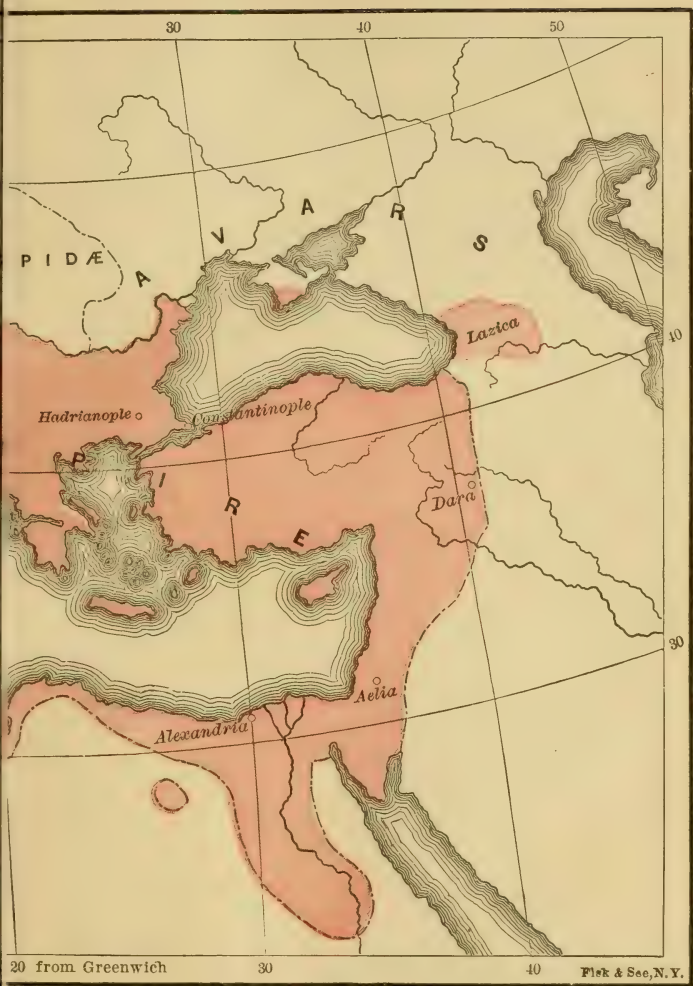 30 40 50
A V A R S
PIDÆ
Lazica
40
Hadrianople
Constantinople
PIRE
Dara
30
Aelia
Alexandria
20 from Greenwich 30 40 Fisk & See, N.Y.